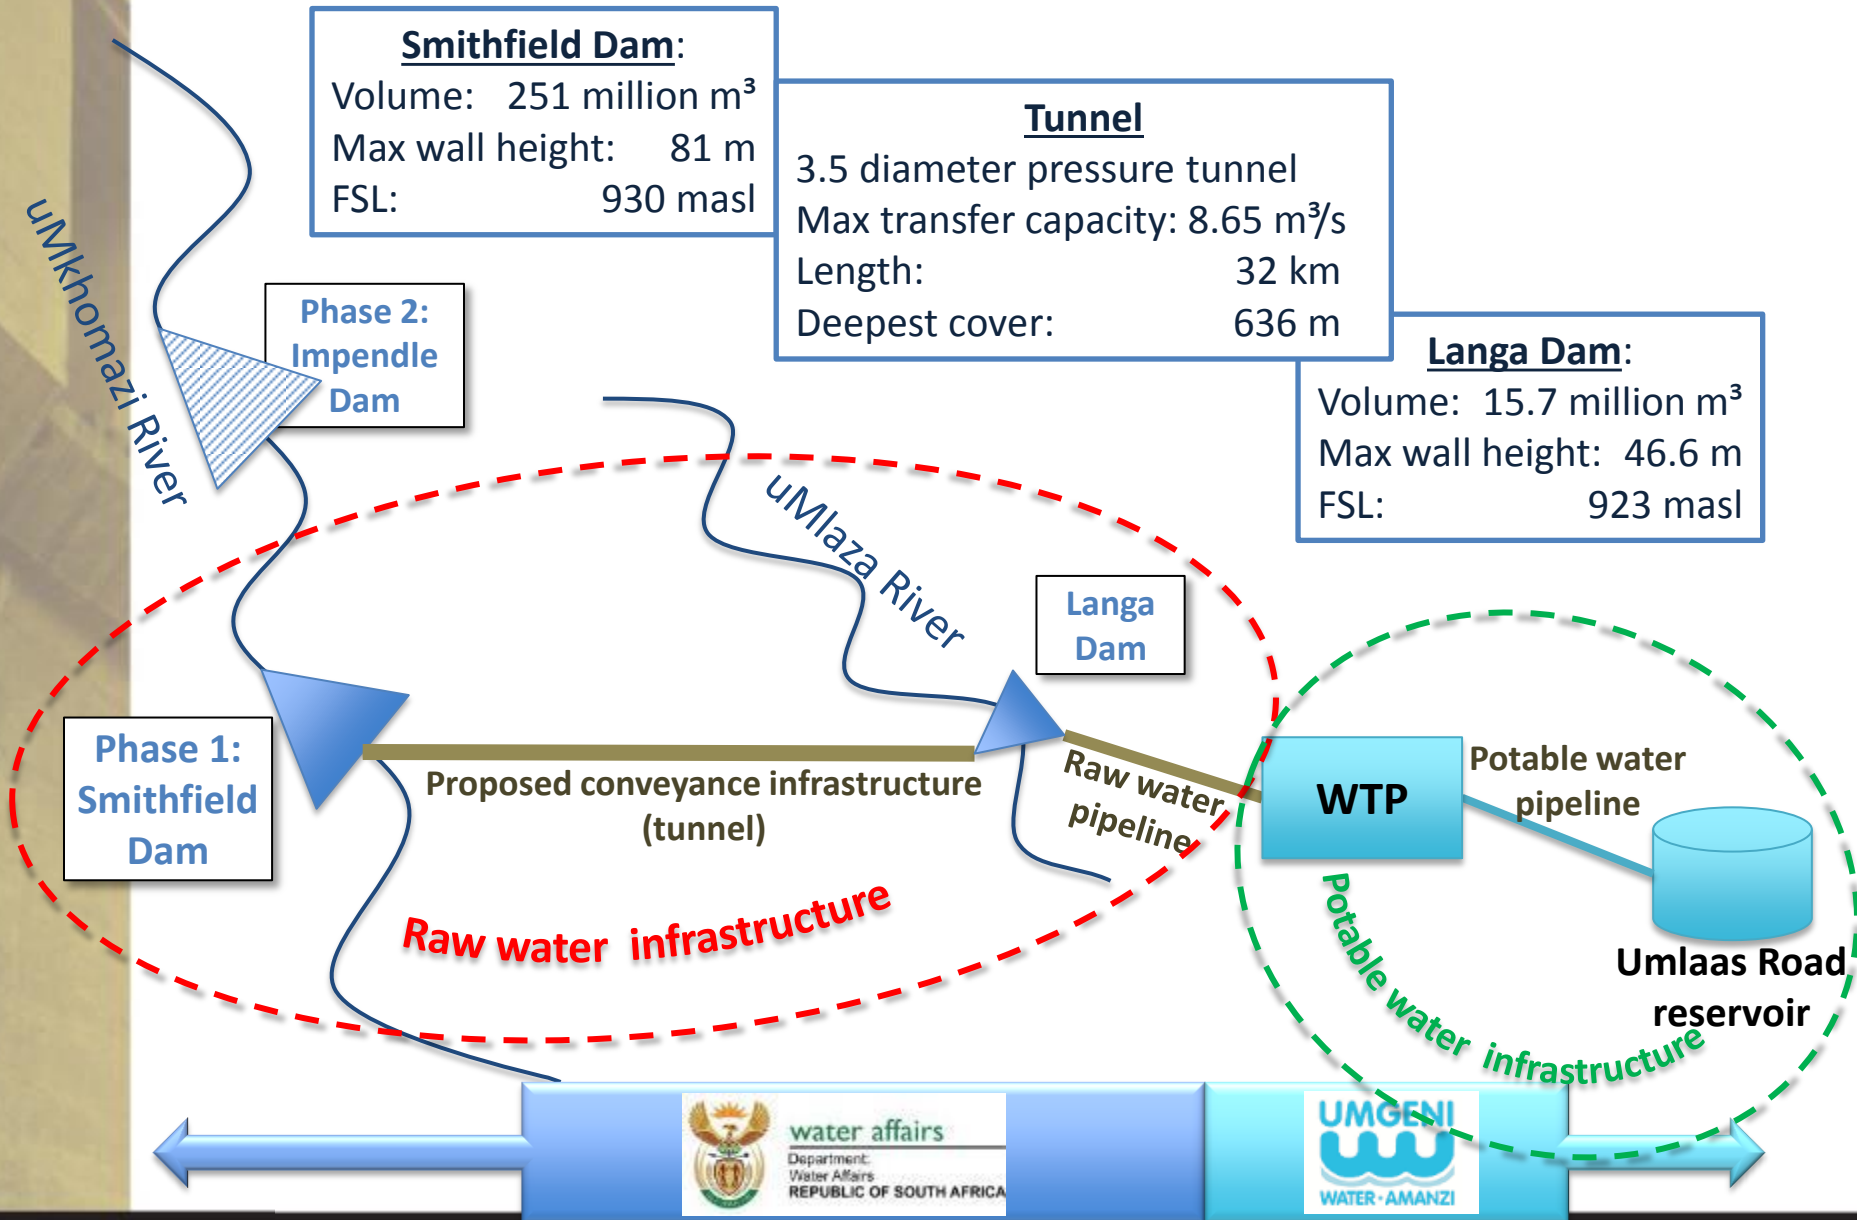 Smithfield Dam:
Volume: 251 million m³
Max wall height: 81 m
FSL: 930 masl
Tunnel
3.5 diameter pressure tunnel
Max transfer capacity: 8.65 m³/s
Length: 32 km
Deepest cover: 636 m
Langa Dam:
Volume: 15.7 million m³
Max wall height: 46.6 m
FSL: 923 masl
uMkhomazi River
Phase 2:
Impendle
Dam
uMlaza River
Langa
Dam
Phase 1:
Smithfield
Dam
Proposed conveyance infrastructure
(tunnel)
Raw water
pipeline
WTP
Potable water
pipeline
Umlaas Road
reservoir
Raw water infrastructure
Potable water infrastructure
water affairs
Department:
Water Affairs
REPUBLIC OF SOUTH AFRICA
UMGENI
WATER·AMANZI